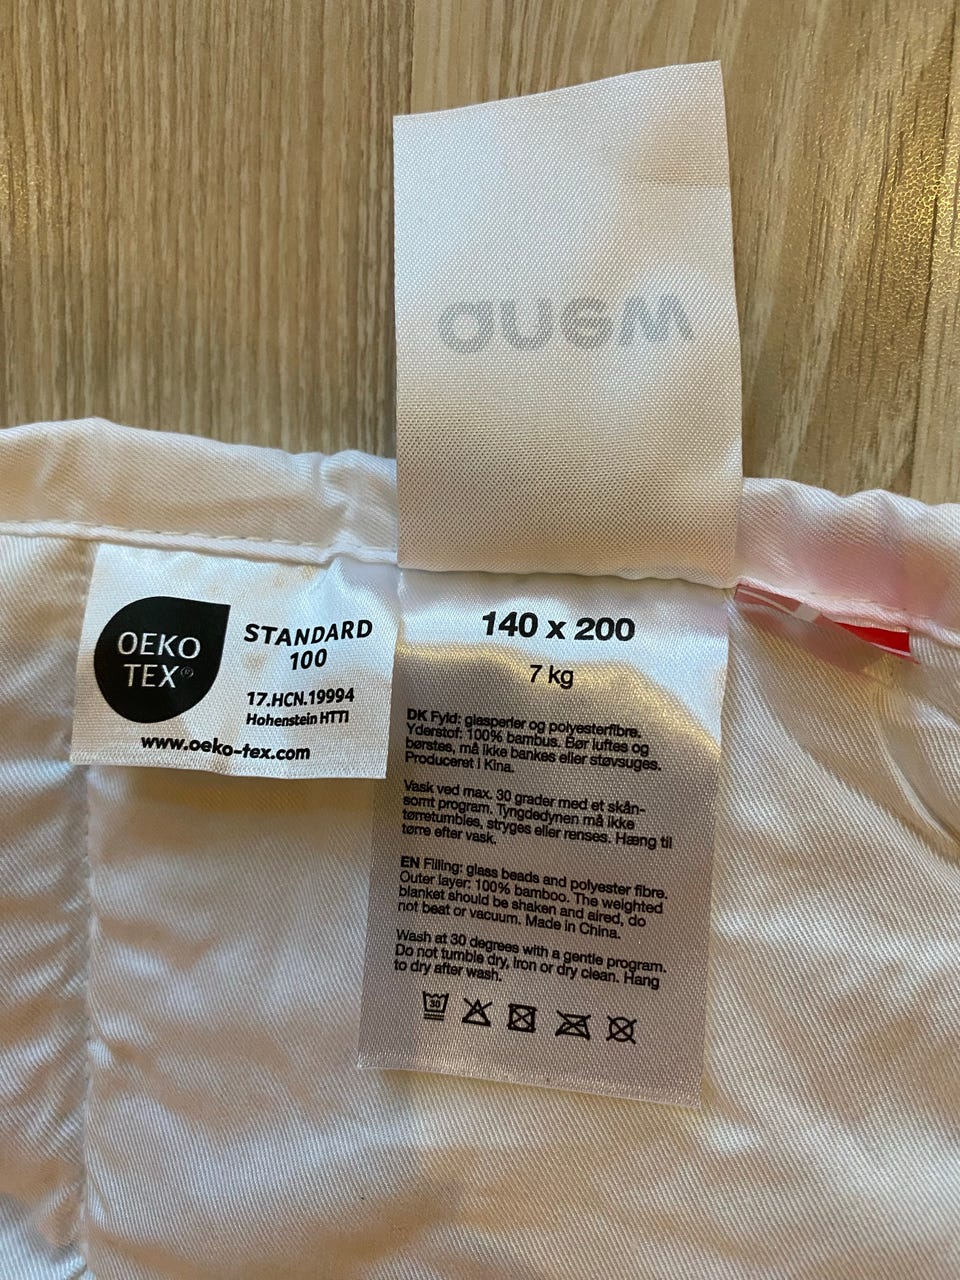 OEKO
TEX®
STANDARD
100
17.HCN.19994
Hohenstein HTTI
www.oeko-tex.com
140 x 200
7 kg
DK Fyld: glasperler og polyesterfibre.
Yderstof: 100% bambus. Bør luftes og
børstes, må ikke bankes eller støvsuges.
Produceret i Kina.
Vask ved max. 30 grader med et skån-
somt program. Tyngdedynen må ikke
tørretumbles, stryges eller renses. Hæng til
tørre efter vask.
EN Filling: glass beads and polyester fibre.
Outer layer: 100% bamboo. The weighted
blanket should be shaken and aired, do
not beat or vacuum. Made in China.
Wash at 30 degrees with a gentle program.
Do not tumble dry, iron or dry clean. Hang
to dry after wash.
30